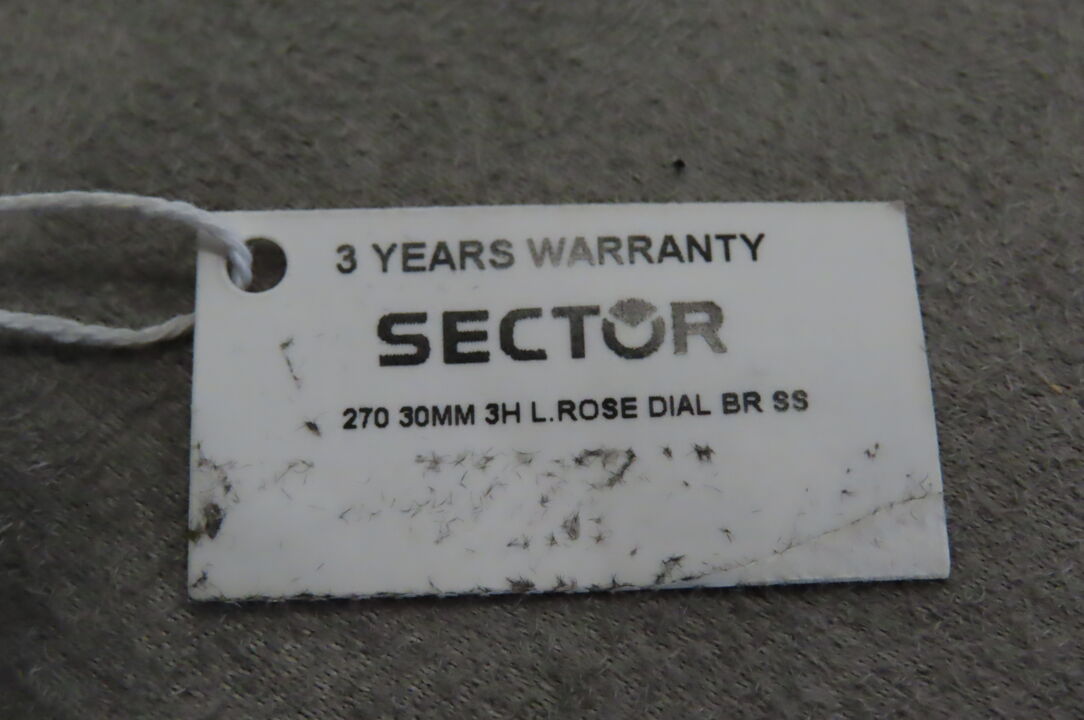 3 YEARS WARRANTY
SECTOR
270 30MM 3H L.ROSE DIAL BR SS